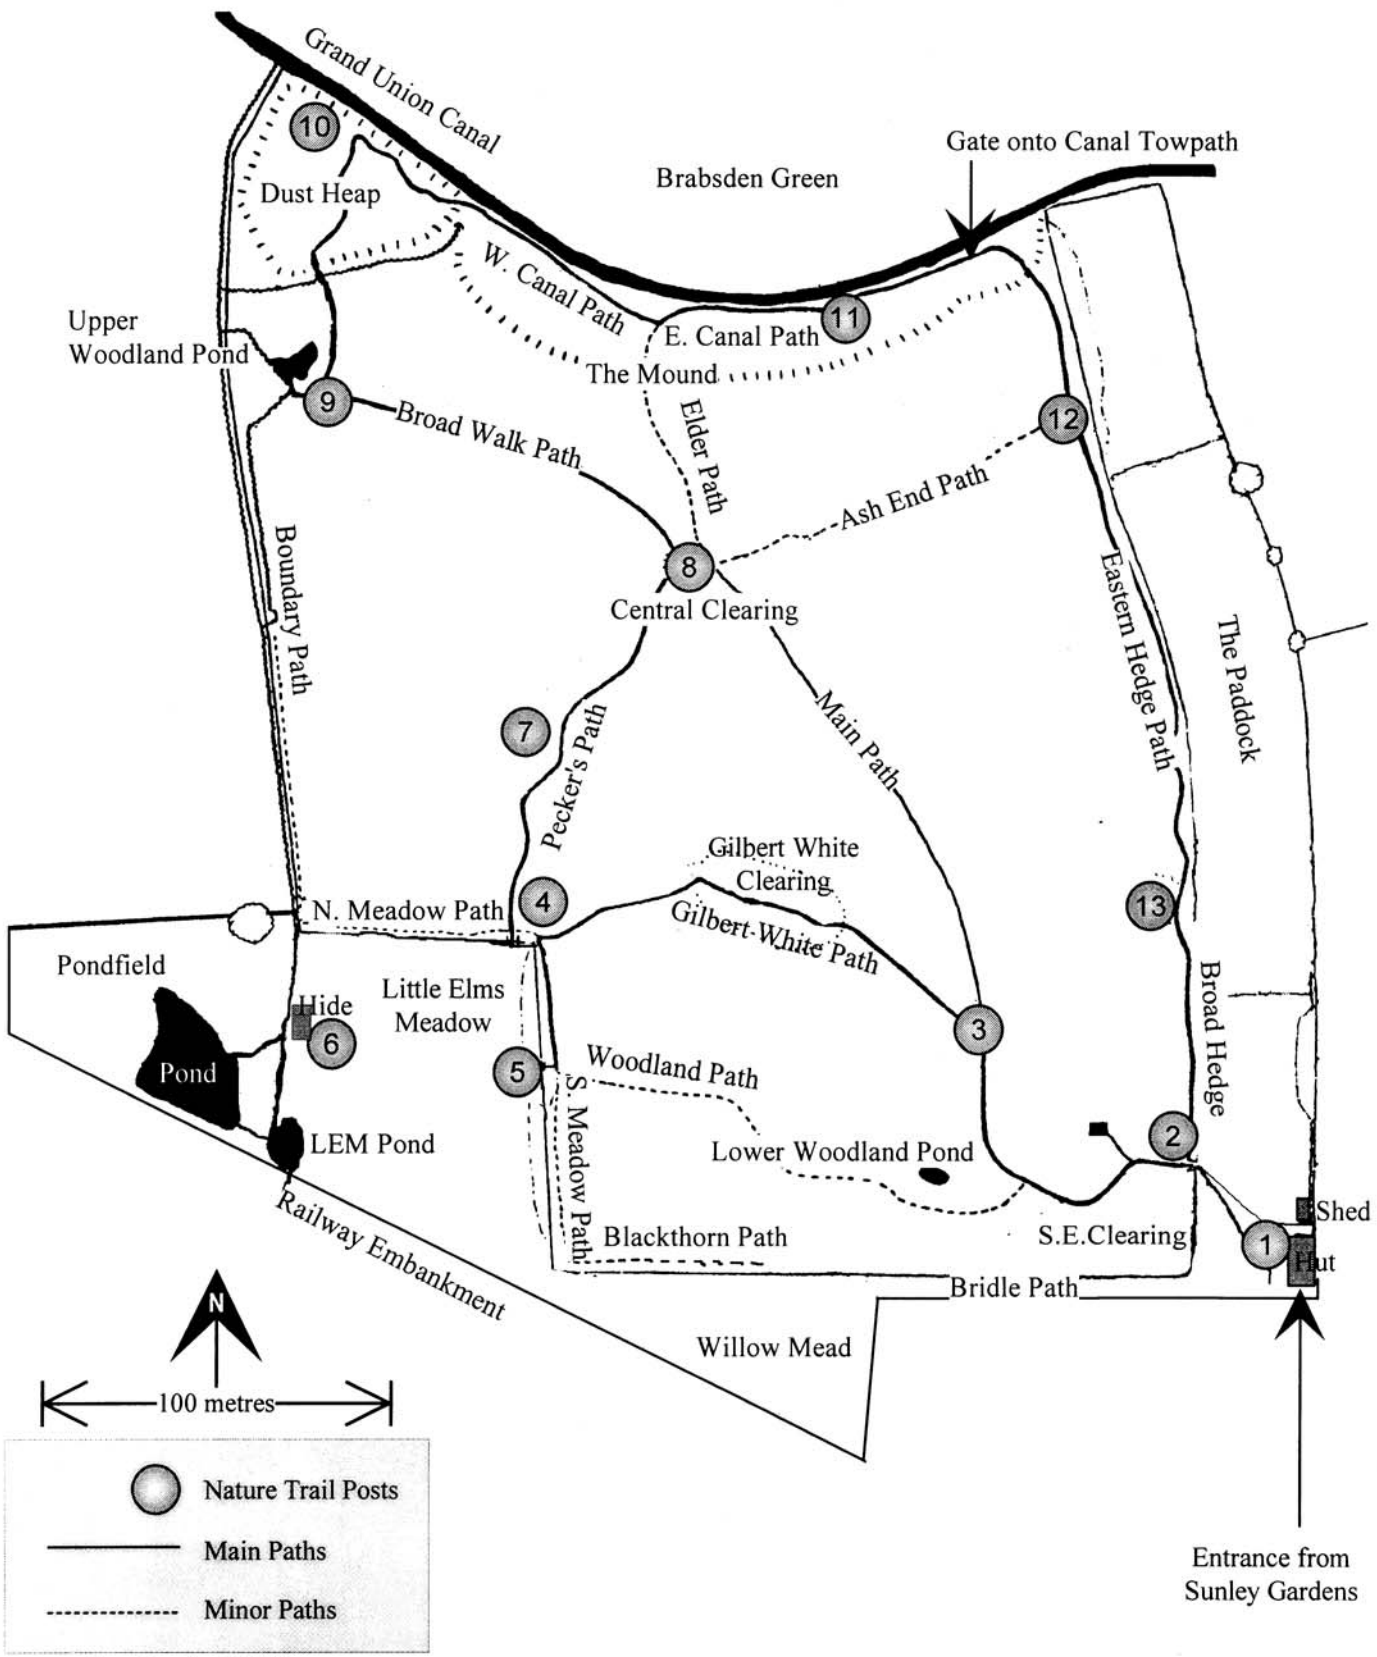 Grand Union Canal
10
Gate onto Canal Towpath
Brabsden Green
Dust Heap
W. Canal Path
11
E. Canal Path
Upper
Woodland Pond
The Mound
9
Broad Walk Path
Elder Path
12
Ash End Path
8
Central Clearing
Boundary Path
Eastern Hedge Path
The Paddock
7
Pecker's Path
Main Path
Gilbert White
Clearing
4
N. Meadow Path
Gilbert White Path
13
Pondfield
Little Elms
Meadow
Broad Hedge
Hide
6
3
Pond
5
Woodland Path
S. Meadow Path
2
LEM Pond
Lower Woodland Pond
Railway Embankment
Blackthorn Path
S.E.Clearing
1
Shed
Hut
Bridle Path
Willow Mead
N
100 metres
Nature Trail Posts
Main Paths
Minor Paths
Entrance from
Sunley Gardens